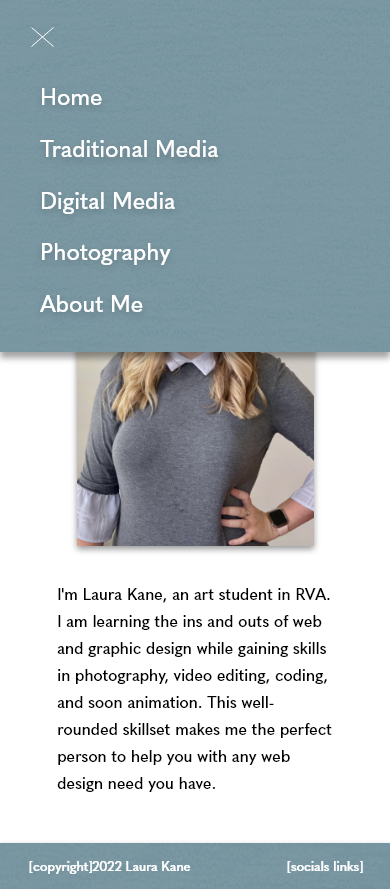 Home
Traditional Media
Digital Media
Photography
About Me
I'm Laura Kane, an art student in RVA.
I am learning the ins and outs of web
and graphic design while gaining skills
in photography, video editing, coding,
and soon animation. This well-
rounded skillset makes me the perfect
person to help you with any web
design need you have.
[copyright]2022 Laura Kane [socials links]